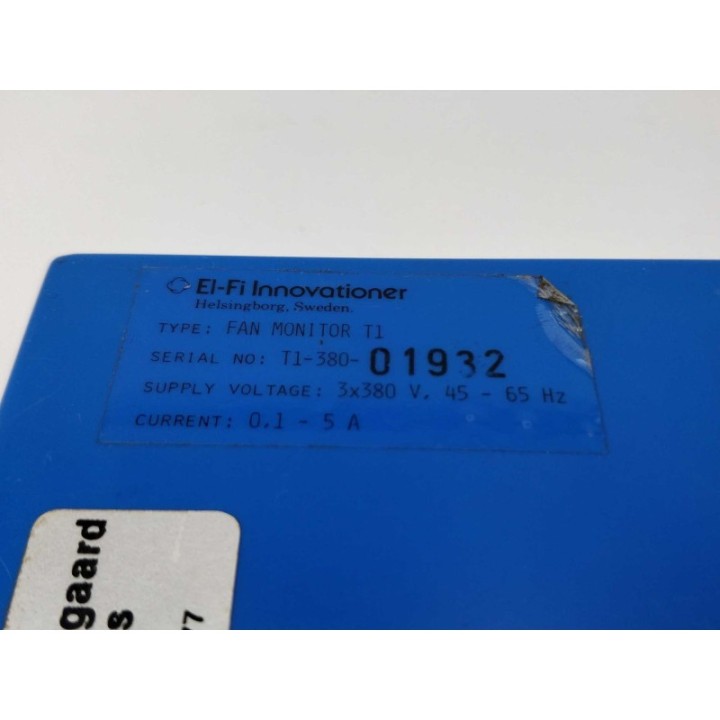 El-Fi Innovationer
Helsingborg, Sweden.
TYPE: FAN MONITOR T1
SERIAL NO: T1-380-01932
SUPPLY VOLTAGE: 3x380 V, 45 - 65 Hz
CURRENT: 0,1 - 5 A
gaard
s
77